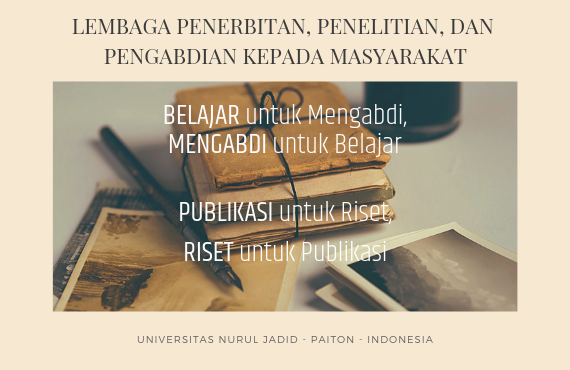 LEMBAGA PENERBITAN, PENELITIAN, DAN
PENGABDIAN KEPADA MASYARAKAT
BELAJAR untuk Mengabdi,
MENGABDI untuk Belajar
PUBLIKASI untuk Riset,
RISET untuk Publikasi
UNIVERSITAS NURUL JADID - PAITON - INDONESIA